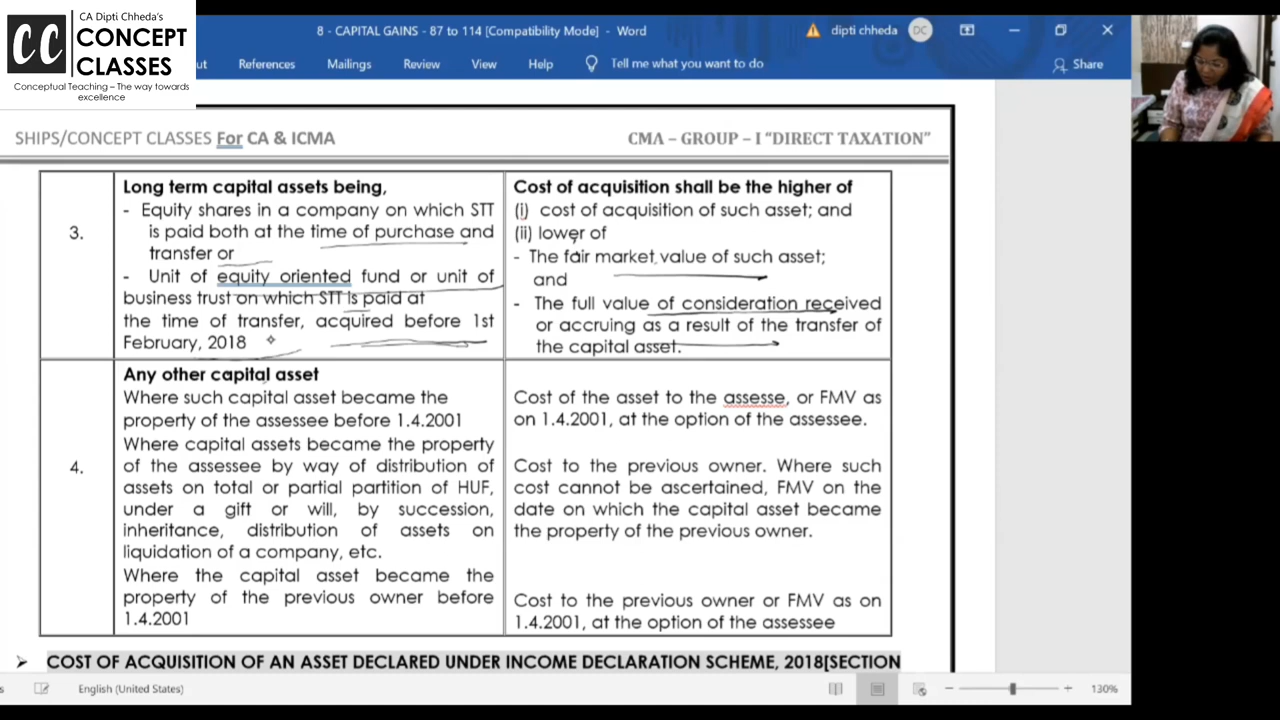 CA Dipti Chheda's
CC CONCEPT
CLASSES
Conceptual Teaching – The way towards
excellence
8 - CAPITAL GAINS - 87 to 114 [Compatibility Mode] - Word
dipti chheda DC
ut References Mailings Review View Help Tell me what you want to do Share
SHIPS/CONCEPT CLASSES For CA & ICMA
CMA – GROUP – I "DIRECT TAXATION"
3.
Long term capital assets being,
- Equity shares in a company on which STT
is paid both at the time of purchase and
transfer or
- Unit of equity oriented fund or unit of
business trust on which STT is paid at
the time of transfer, acquired before 1st
February, 2018
Cost of acquisition shall be the higher of
(i) cost of acquisition of such asset; and
(ii) lower of
- The fair market value of such asset;
and
- The full value of consideration received
or accruing as a result of the transfer of
the capital asset.
4.
Any other capital asset
Where such capital asset became the
property of the assessee before 1.4.2001
Where capital assets became the property
of the assessee by way of distribution of
assets on total or partial partition of HUF,
under a gift or will, by succession,
inheritance, distribution of assets on
liquidation of a company, etc.
Where the capital asset became the
property of the previous owner before
1.4.2001
Cost of the asset to the assesse, or FMV as
on 1.4.2001, at the option of the assessee.
Cost to the previous owner. Where such
cost cannot be ascertained, FMV on the
date on which the capital asset became
the property of the previous owner.
Cost to the previous owner or FMV as on
1.4.2001, at the option of the assessee
➢ COST OF ACQUISITION OF AN ASSET DECLARED UNDER INCOME DECLARATION SCHEME, 2018[SECTION
s English (United States) 130%